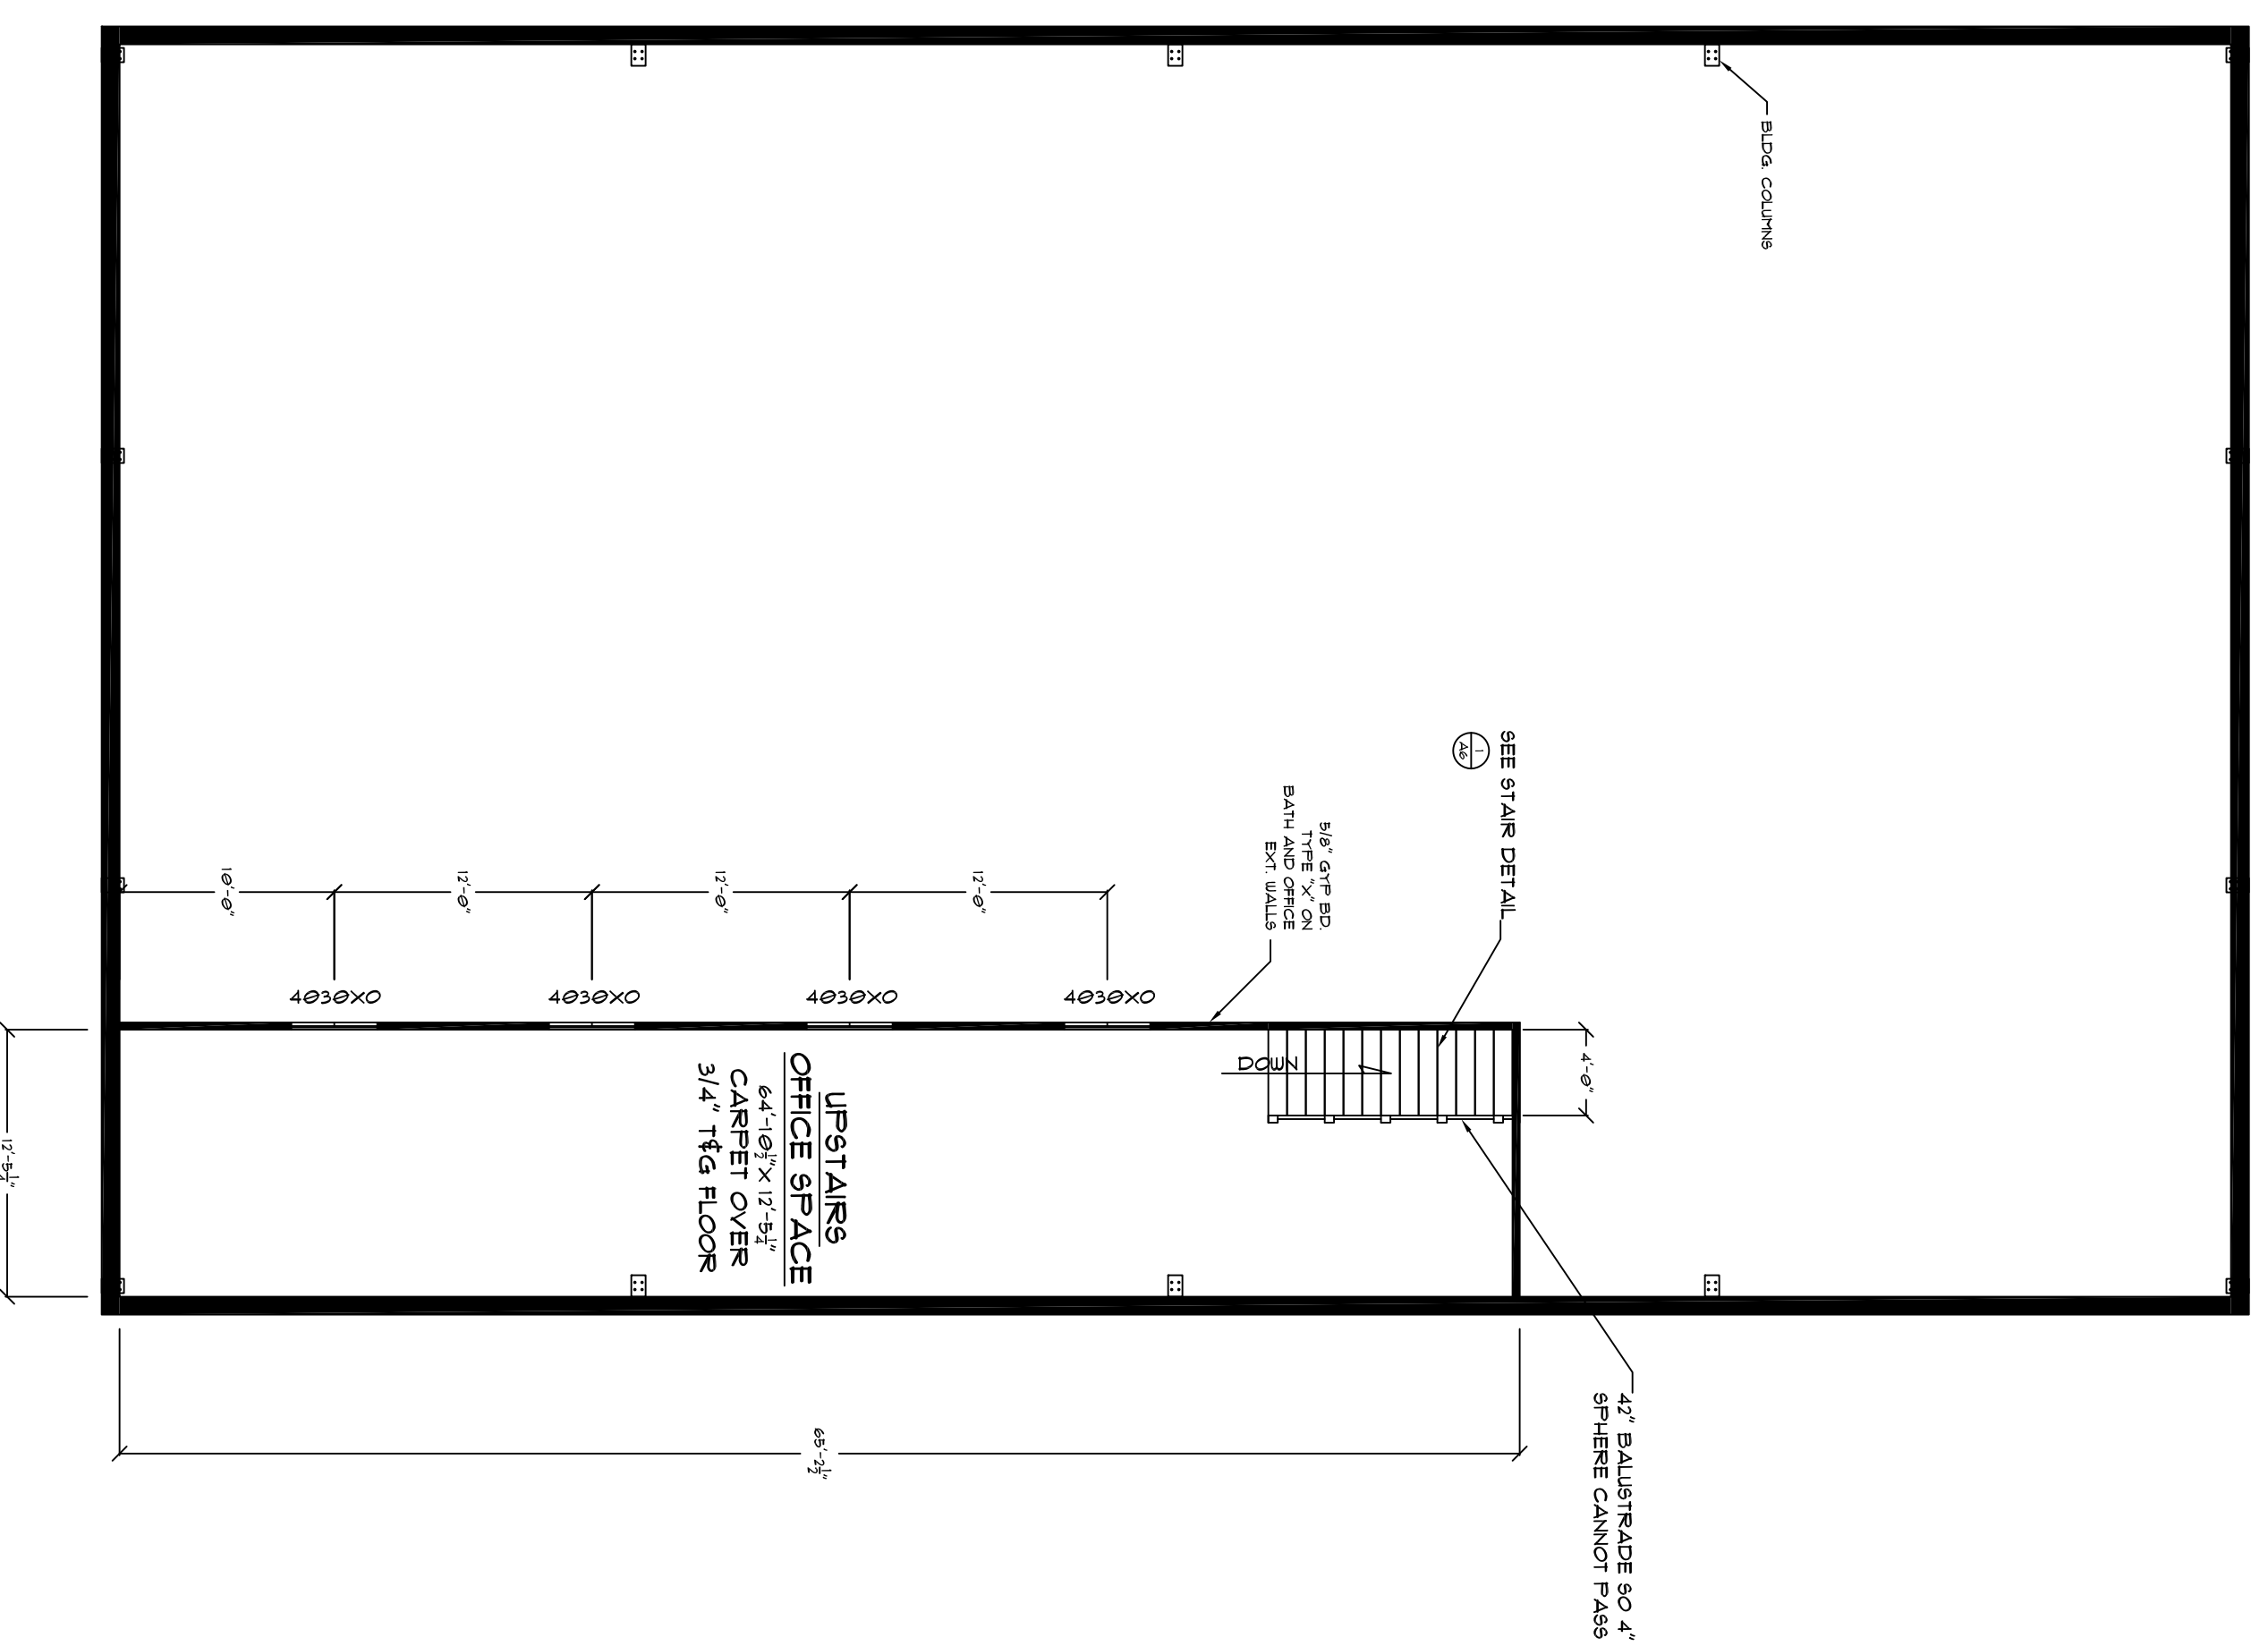 BLDG. COLUMNS
SEE STAIR DETAIL
1
A6
5/8" GYP BD.
TYPE "X" ON
BATH AND OFFICE
EXT. WALLS
10'-0"
12'-0"
12'-0"
12'-0"
4030XO
4030XO
4030XO
4030XO
4'-0"
DOWN
UPSTAIRS
OFFICE SPACE
64'-10½" X 12'-5¼"
CARPET OVER
3/4" T&G FLOOR
12'-5¼"
65'-2½"
42" BALUSTRADE SO 4"
SPHERE CANNOT PASS